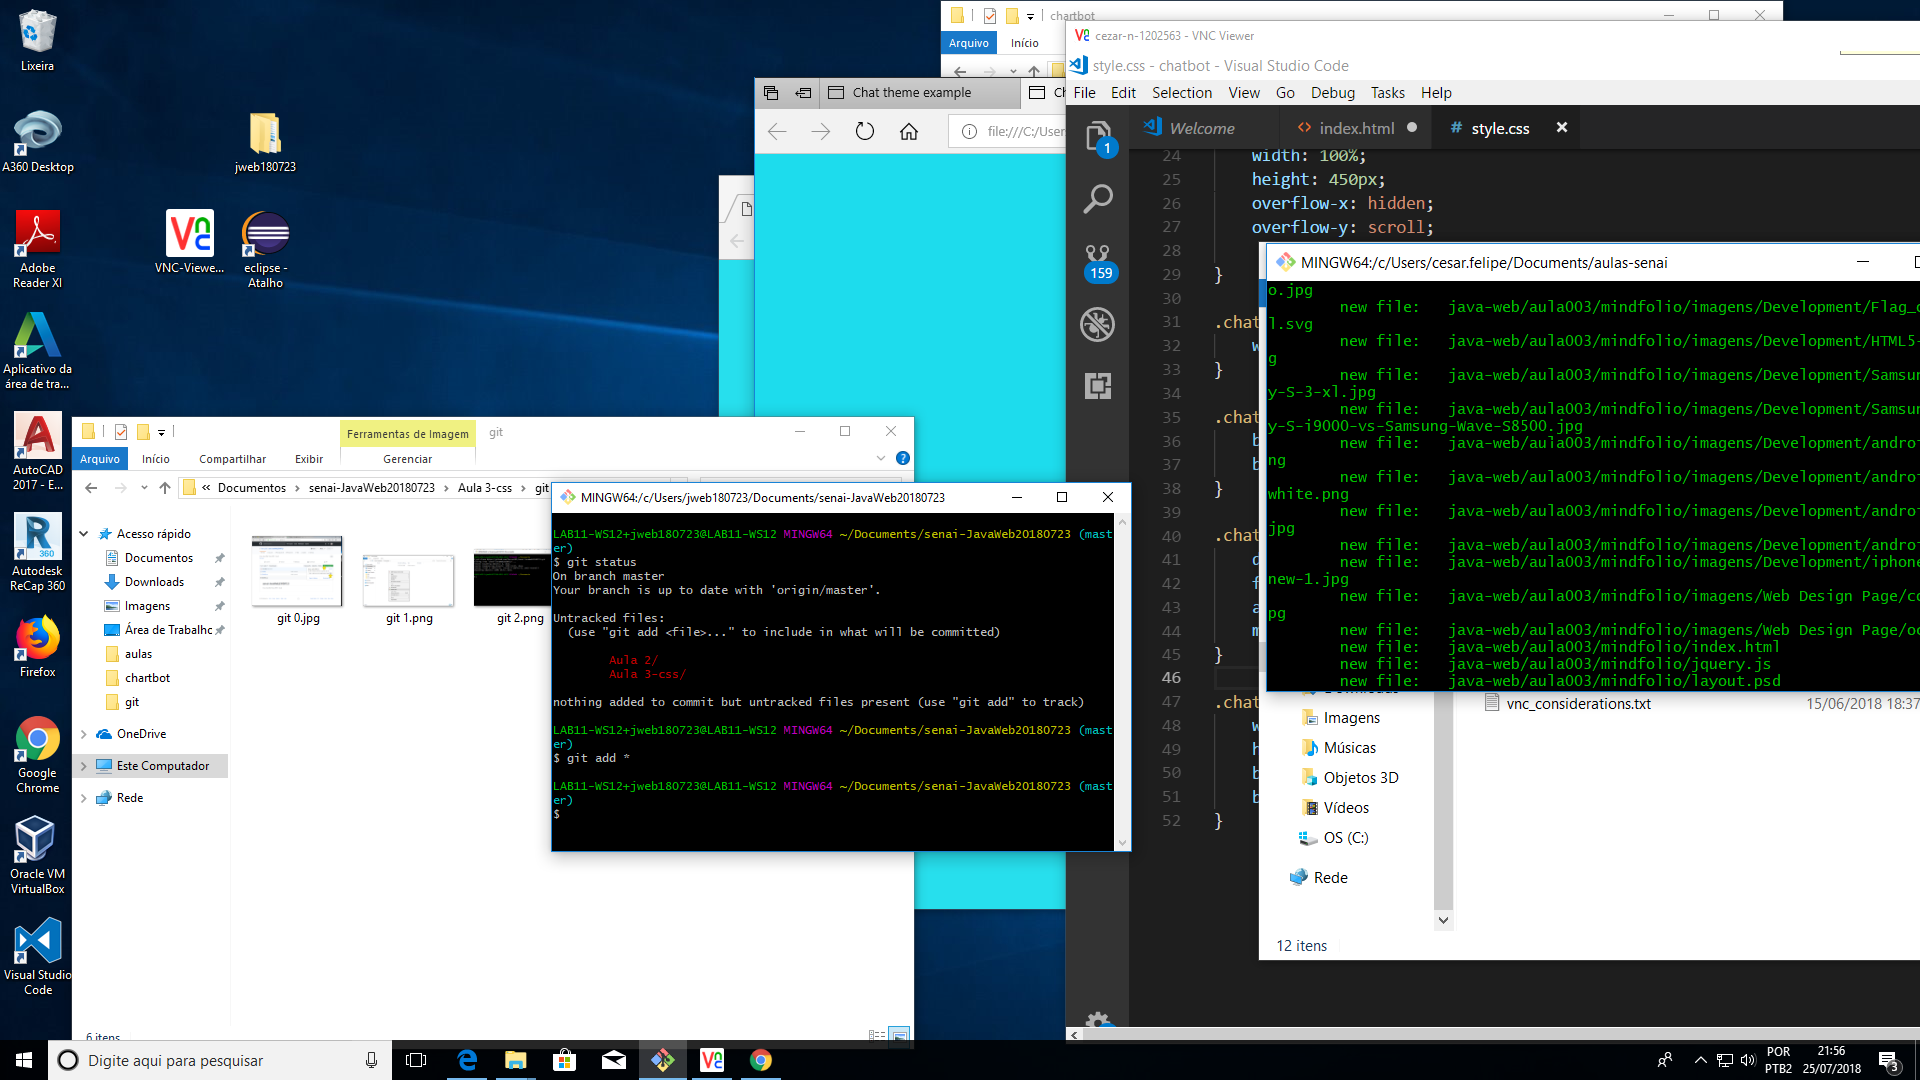 Lixeira
A360 Desktop
jweb180723
Adobe
Reader XI
VNC-Viewe...
eclipse -
Atalho
Aplicativo da
área de tra...
AutoCAD
2017 - E...
Autodesk
ReCap 360
Firefox
Google
Chrome
Oracle VM
VirtualBox
Visual Studio
Code
chartbot
Arquivo
Início
Chat theme example
file:///C:/Users
cezar-n-1202563 - VNC Viewer
style.css - chatbot - Visual Studio Code
File Edit Selection View Go Debug Tasks Help
Welcome
index.html
# style.css
1
159
24 width: 100%;
25 height: 450px;
26 overflow-x: hidden;
27 overflow-y: scroll;
28
29 }
30
31 .chat
32 w
33 }
34
35 .chat
36 b
37 b
38 }
39
40 .chat
41 d
42 f
43 a
44 m
45 }
46
47 .chat
48 w
49 h
50 b
51 b
52 }
MINGW64:/c/Users/cesar.felipe/Documents/aulas-senai
o.jpg
new file: java-web/aula003/mindfolio/imagens/Development/Flag_
l.svg
new file: java-web/aula003/mindfolio/imagens/Development/HTML5-
g
new file: java-web/aula003/mindfolio/imagens/Development/Samsun
y-S-3-xl.jpg
new file: java-web/aula003/mindfolio/imagens/Development/Samsun
y-S-i9000-vs-Samsung-Wave-S8500.jpg
new file: java-web/aula003/mindfolio/imagens/Development/androi
ng
new file: java-web/aula003/mindfolio/imagens/Development/androi
white.png
new file: java-web/aula003/mindfolio/imagens/Development/androi
jpg
new file: java-web/aula003/mindfolio/imagens/Development/androi
new file: java-web/aula003/mindfolio/imagens/Development/iphone
new-1.jpg
new file: java-web/aula003/mindfolio/imagens/Web Design Page/co
pg
new file: java-web/aula003/mindfolio/imagens/Web Design Page/oc
new file: java-web/aula003/mindfolio/index.html
new file: java-web/aula003/mindfolio/jquery.js
new file: java-web/aula003/mindfolio/layout.psd
Imagens
Músicas
Objetos 3D
Vídeos
OS (C:)
Rede
12 itens
vnc_considerations.txt 15/06/2018 18:37
Ferramentas de Imagem
git
Arquivo Início Compartilhar Exibir Gerenciar
« Documentos › senai-JavaWeb20180723 › Aula 3-css › git
Acesso rápido
Documentos
Downloads
Imagens
Área de Trabalho
aulas
chartbot
git
OneDrive
Este Computador
Rede
git 0.jpg
git 1.png
git 2.png
6 itens
MINGW64:/c/Users/jweb180723/Documents/senai-JavaWeb20180723
LAB11-WS12+jweb180723@LAB11-WS12 MINGW64 ~/Documents/senai-JavaWeb20180723 (mast
er)
$ git status
On branch master
Your branch is up to date with 'origin/master'.
Untracked files:
(use "git add <file>..." to include in what will be committed)
Aula 2/
Aula 3-css/
nothing added to commit but untracked files present (use "git add" to track)
LAB11-WS12+jweb180723@LAB11-WS12 MINGW64 ~/Documents/senai-JavaWeb20180723 (mast
er)
$ git add *
LAB11-WS12+jweb180723@LAB11-WS12 MINGW64 ~/Documents/senai-JavaWeb20180723 (mast
er)
$
Digite aqui para pesquisar
POR
PTB2
21:56
25/07/2018
3